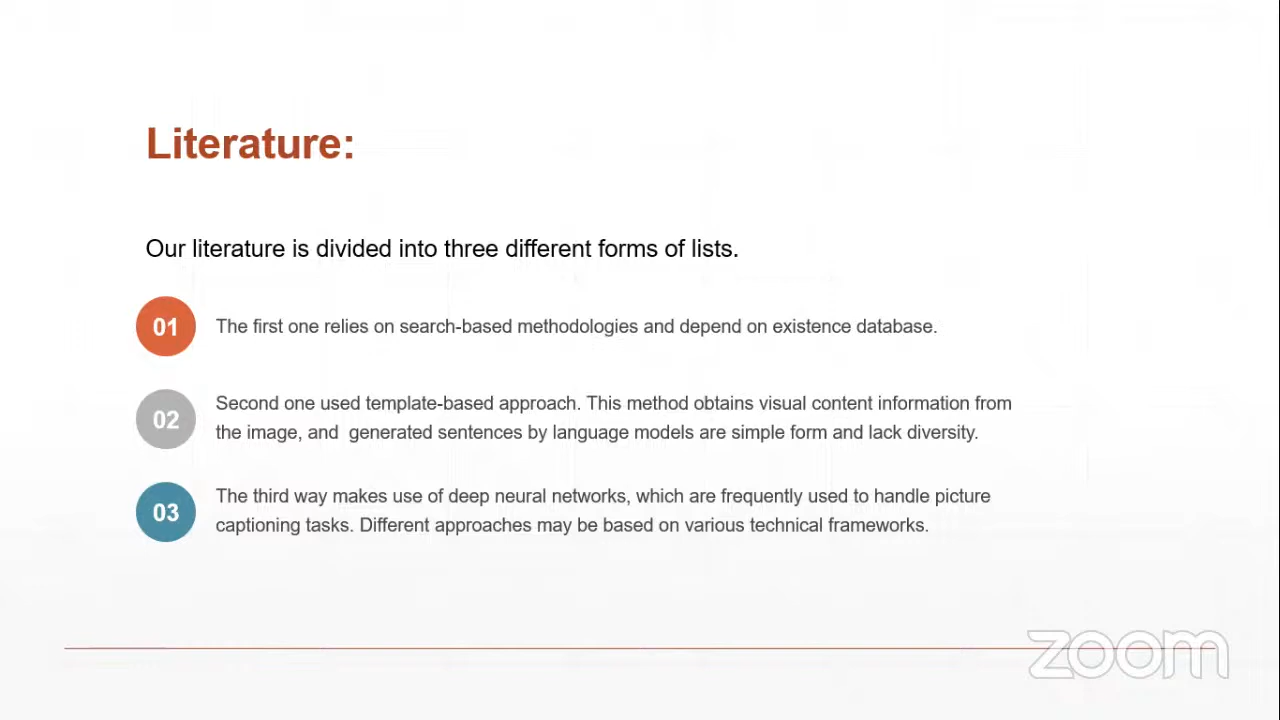 Literature:
Our literature is divided into three different forms of lists.
01
The first one relies on search-based methodologies and depend on existence database.
02
Second one used template-based approach. This method obtains visual content information from
the image, and  generated sentences by language models are simple form and lack diversity.
03
The third way makes use of deep neural networks, which are frequently used to handle picture
captioning tasks. Different approaches may be based on various technical frameworks.
zoom